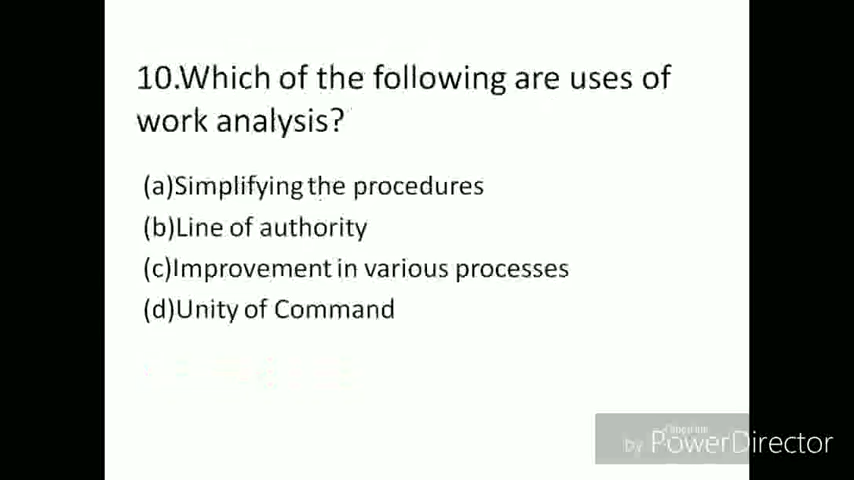 10.Which of the following are uses of
work analysis?
(a)Simplifying the procedures
(b)Line of authority
(c)Improvement in various processes
(d)Unity of Command
by PowerDirector